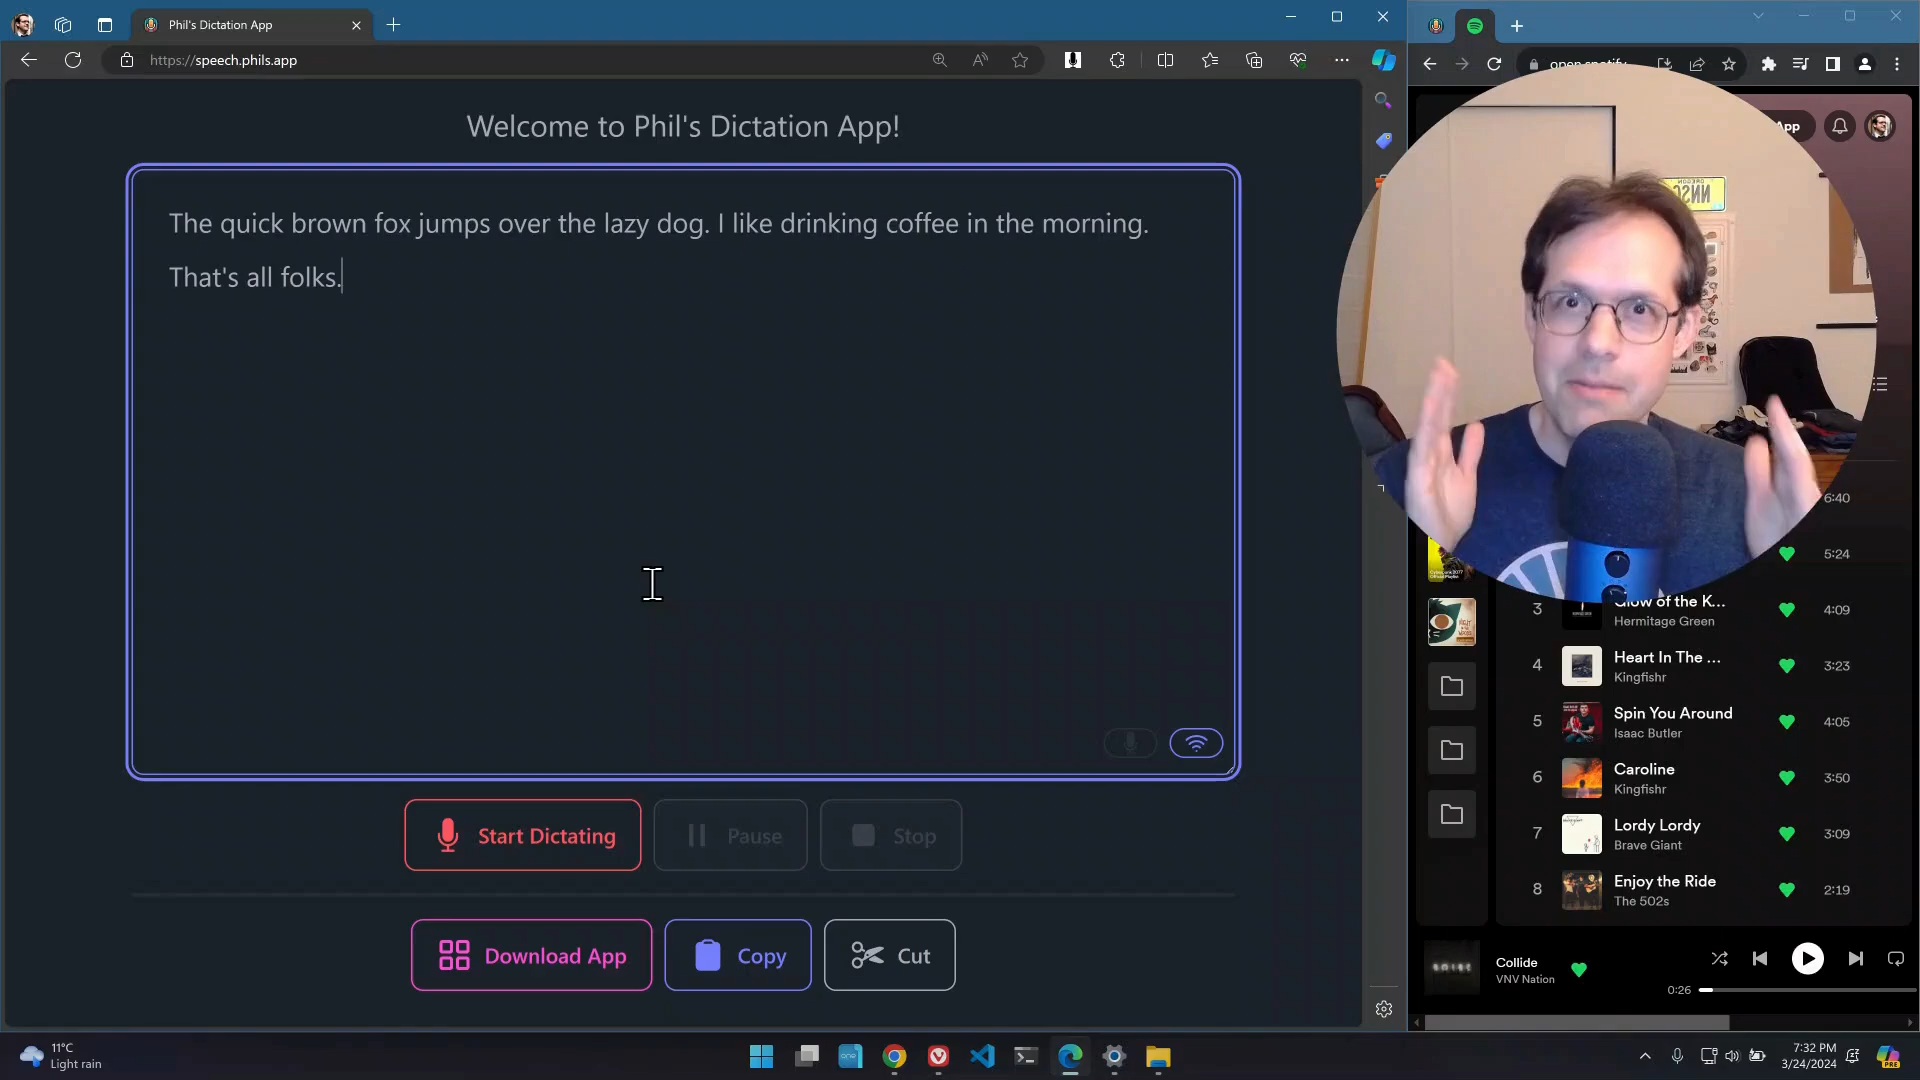 Phil's Dictation App
https://speech.phils.app
Welcome to Phil's Dictation App!
The quick brown fox jumps over the lazy dog. I like drinking coffee in the morning.
That's all folks.
Start Dictating
Pause
Stop
Download App
Copy
Cut
11°C
Light rain
App
OREGON
6:40
5:24
3
Hermitage Green
4:09
4
Heart In The ...
Kingfishr
3:23
5
Spin You Around
Isaac Butler
4:05
6
Caroline
Kingfishr
3:50
7
Lordy Lordy
Brave Giant
3:09
8
Enjoy the Ride
The 502s
2:19
Collide
VNV Nation
0:26
7:32 PM
3/24/2024
PRE